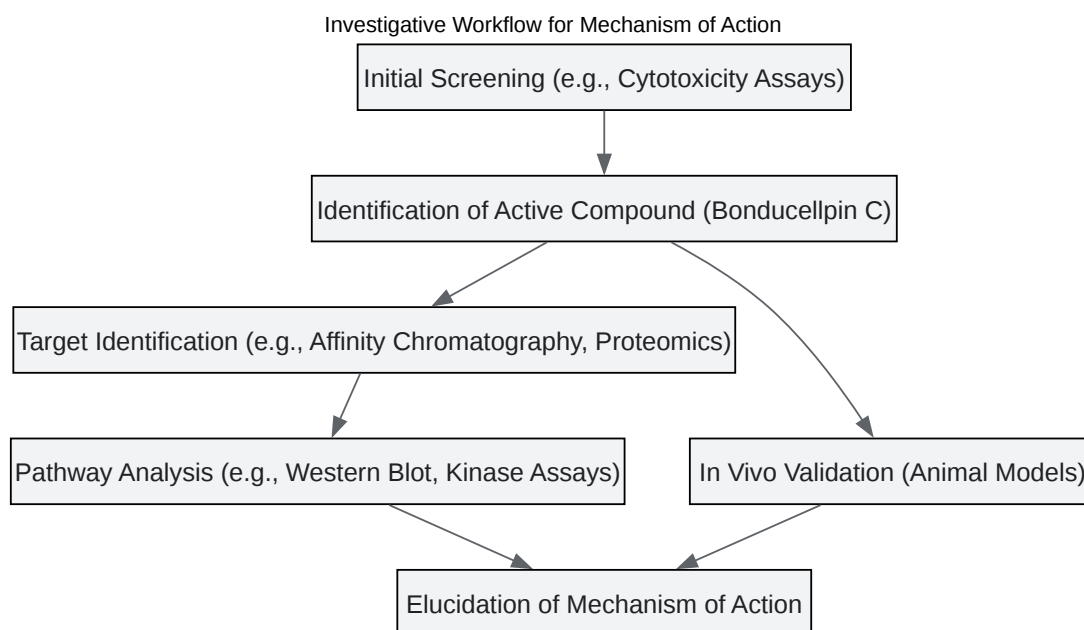 Investigative Workflow for Mechanism of Action
Initial Screening (e.g., Cytotoxicity Assays)
Identification of Active Compound (Bonducellpin C)
Target Identification (e.g., Affinity Chromatography, Proteomics)
Pathway Analysis (e.g., Western Blot, Kinase Assays)
In Vivo Validation (Animal Models)
Elucidation of Mechanism of Action